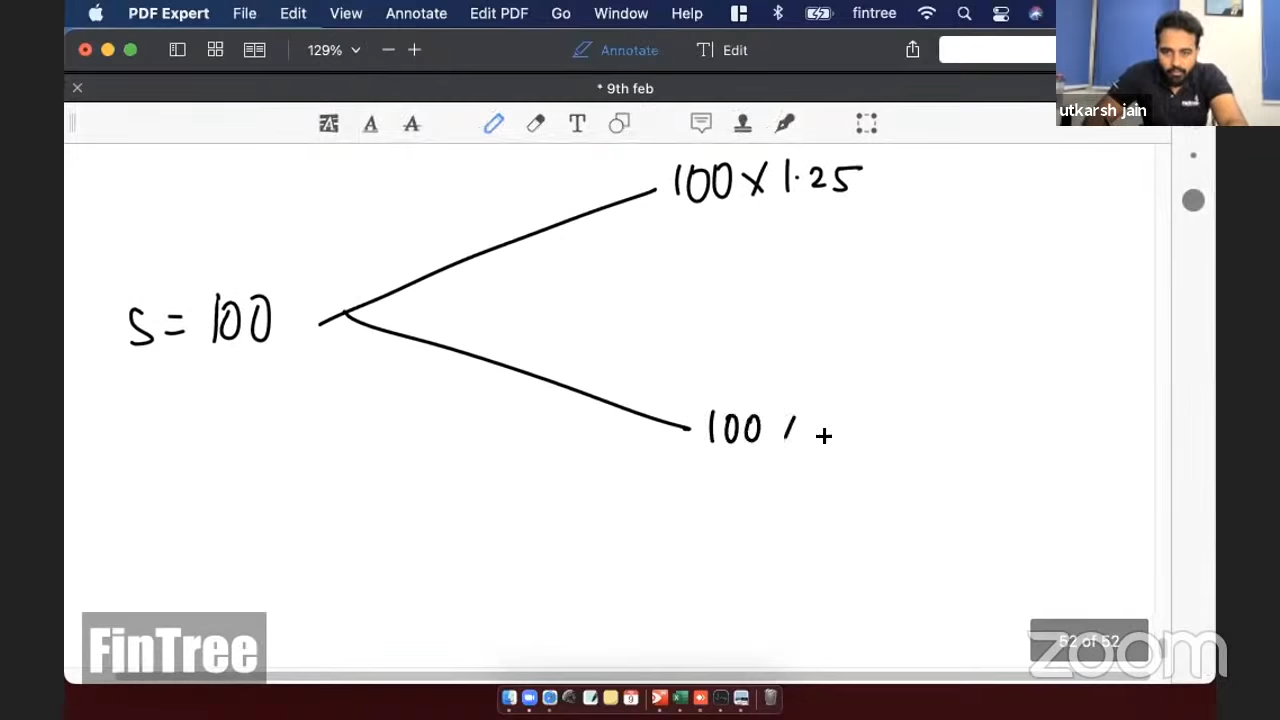 PDF Expert File Edit View Annotate Edit PDF Go Window Help fintree
129% Annotate T Edit
* 9th feb
A A A T
utkarsh jain
100 x 1.25
S = 100
100 /
FinTree
52 of 52
zoom
9